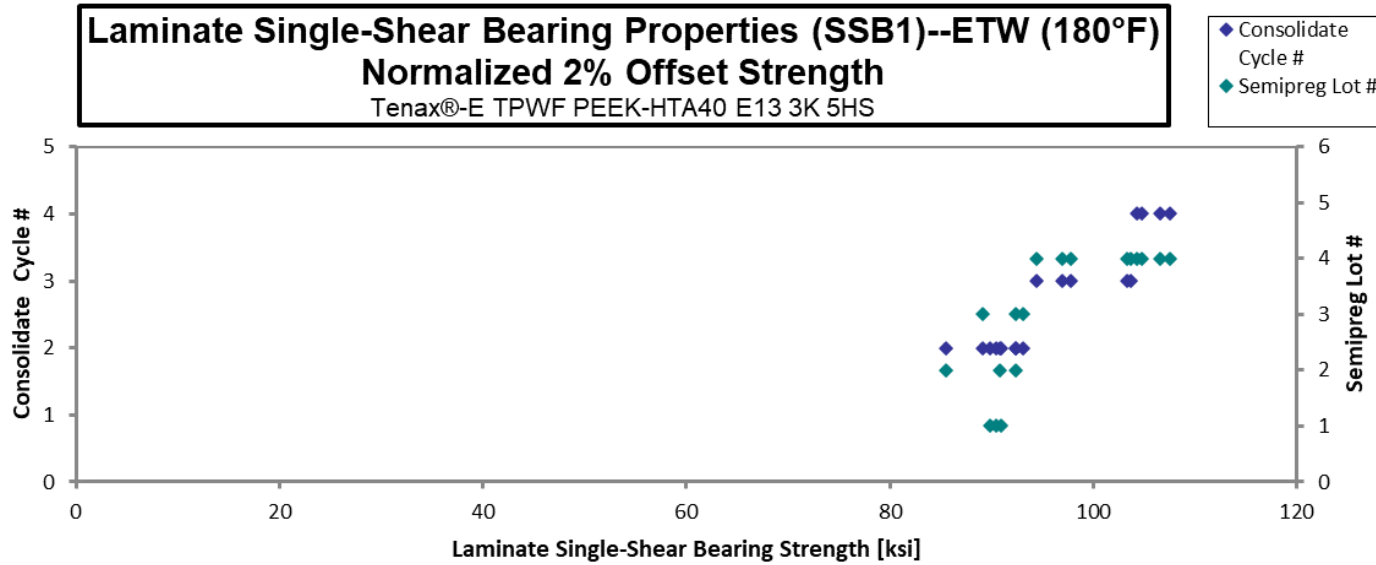 Laminate Single-Shear Bearing Properties (SSB1)--ETW (180°F)
Normalized 2% Offset Strength
Tenax®-E TPWF PEEK-HTA40 E13 3K 5HS
Consolidate
Cycle #
Semipreg Lot #
Consolidate Cycle #
5
4
3
2
1
0
6
5
4
3
2
1
0
Semipreg Lot #
0 20 40 60 80 100 120
Laminate Single-Shear Bearing Strength [ksi]